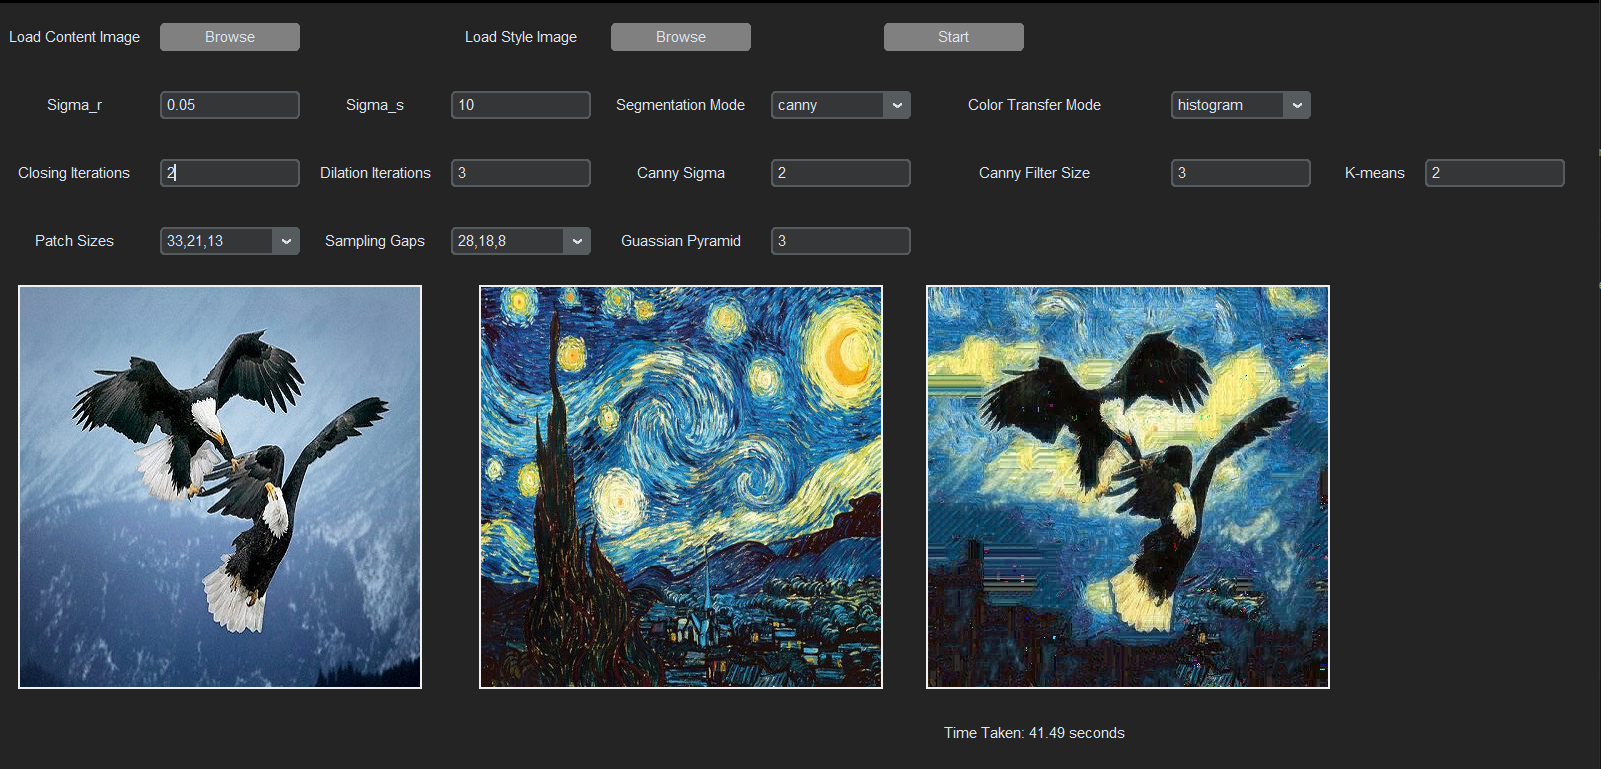 Load Content Image Browse Load Style Image Browse Start
Sigma_r 0.05 Sigma_s 10 Segmentation Mode canny Color Transfer Mode histogram
Closing Iterations 2 Dilation Iterations 3 Canny Sigma 2 Canny Filter Size 3 K-means 2
Patch Sizes 33,21,13 Sampling Gaps 28,18,8 Guassian Pyramid 3
Time Taken: 41.49 seconds